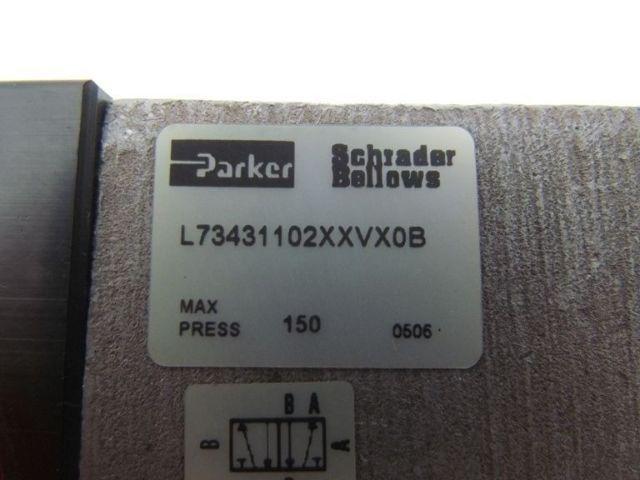 Parker Schrader Bellows
L73431102XXVX0B
MAX
PRESS 150 0506
B A
B A